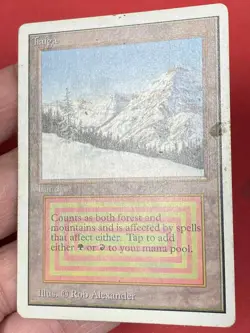 Taiga
Land
Counts as both forest and
mountains and is affected by spells
that affect either. Tap to add
either or to your mana pool.
Illus. © Rob Alexander